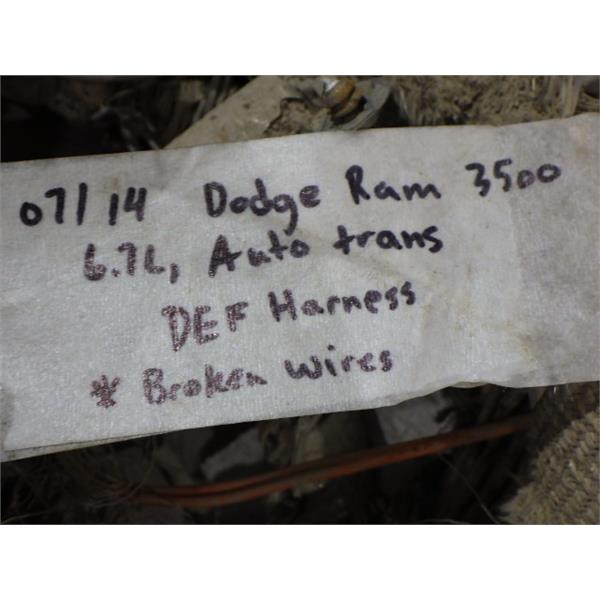 07/14 Dodge Ram 3500
6.7L, Auto trans
DEF Harness
* Broken wires